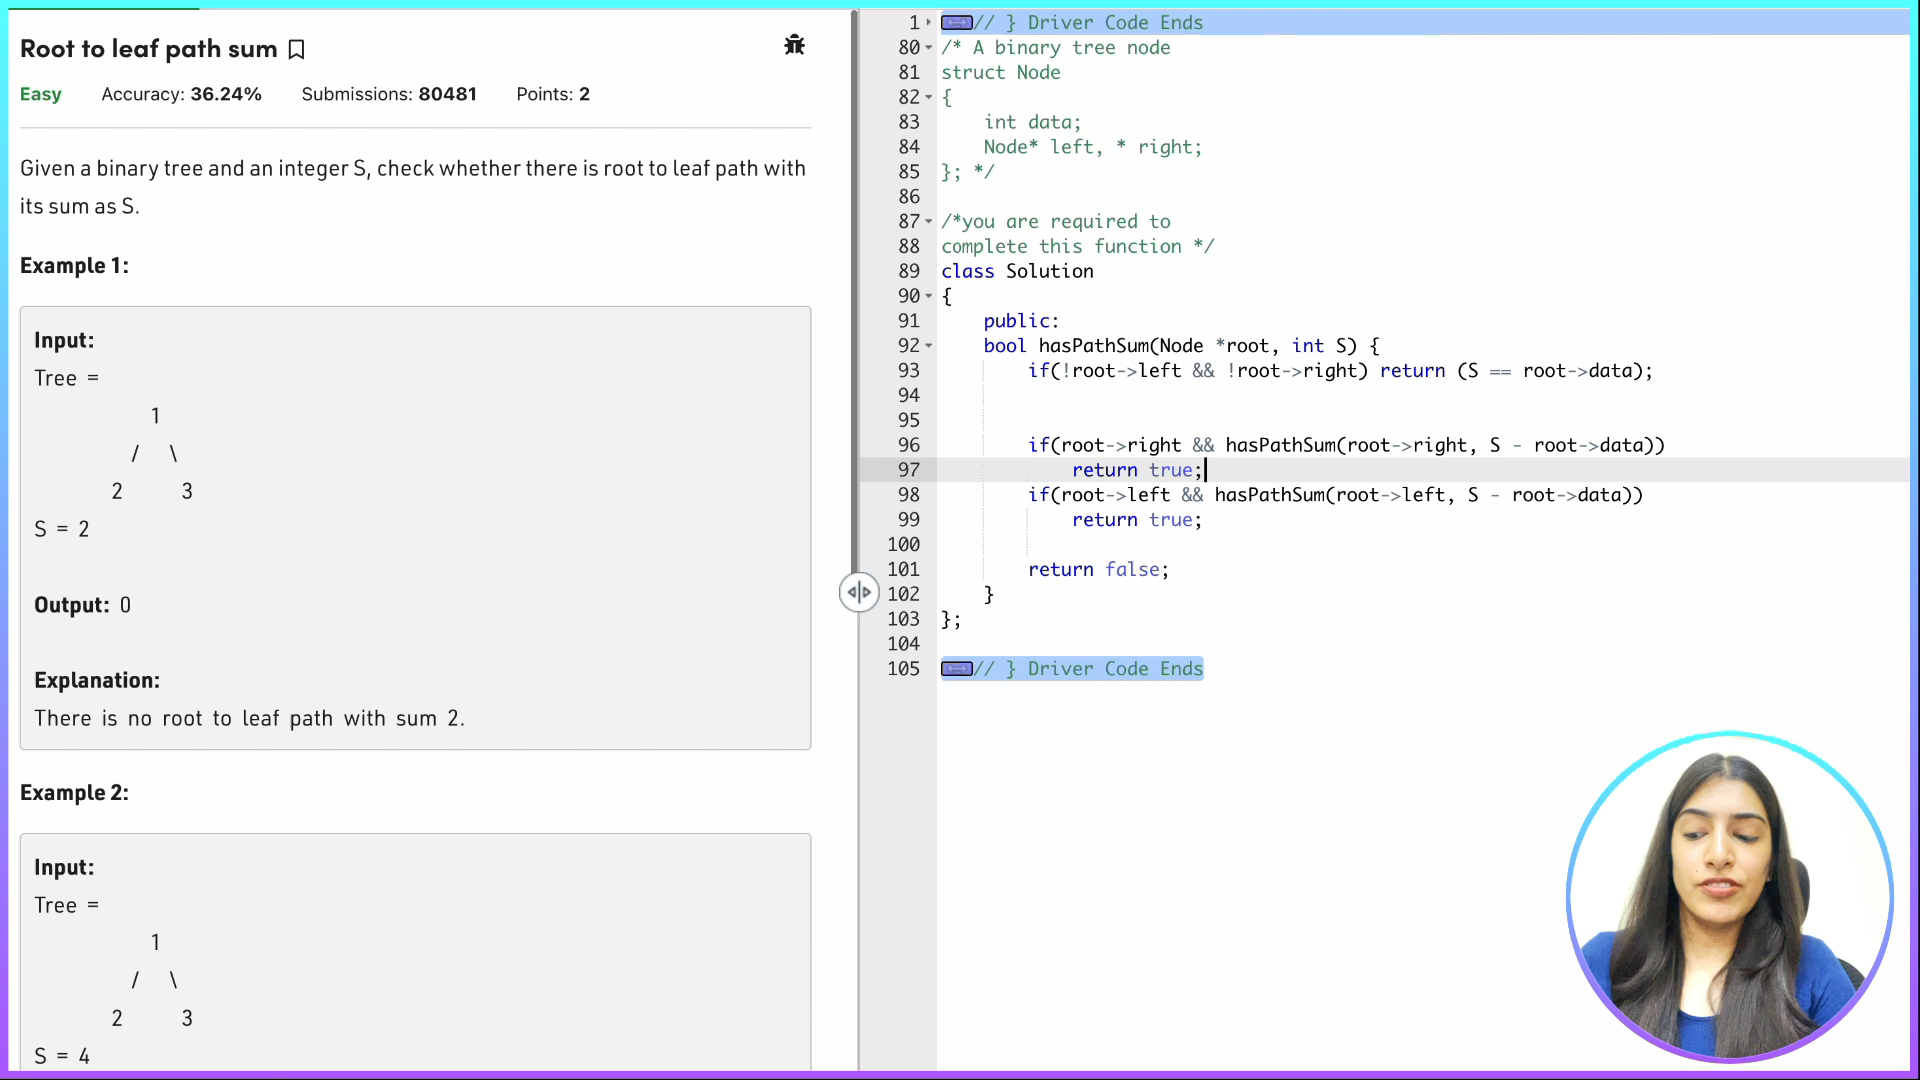 Root to leaf path sum
Easy Accuracy: 36.24% Submissions: 80481 Points: 2
Given a binary tree and an integer S, check whether there is root to leaf path with
its sum as S.
Example 1:
Input:
Tree =
1
/ \
2 3
S = 2
Output: 0
Explanation:
There is no root to leaf path with sum 2.
Example 2:
Input:
Tree =
1
/ \
2 3
S = 4
1 // } Driver Code Ends
80 /* A binary tree node
81 struct Node
82 {
83 int data;
84 Node* left, * right;
85 }; */
86
87 /*you are required to
88 complete this function */
89 class Solution
90 {
91 public:
92 bool hasPathSum(Node *root, int S) {
93 if(!root->left && !root->right) return (S == root->data);
94
95
96 if(root->right && hasPathSum(root->right, S - root->data))
97 return true;
98 if(root->left && hasPathSum(root->left, S - root->data))
99 return true;
100
101 return false;
102 }
103 };
104
105 // } Driver Code Ends